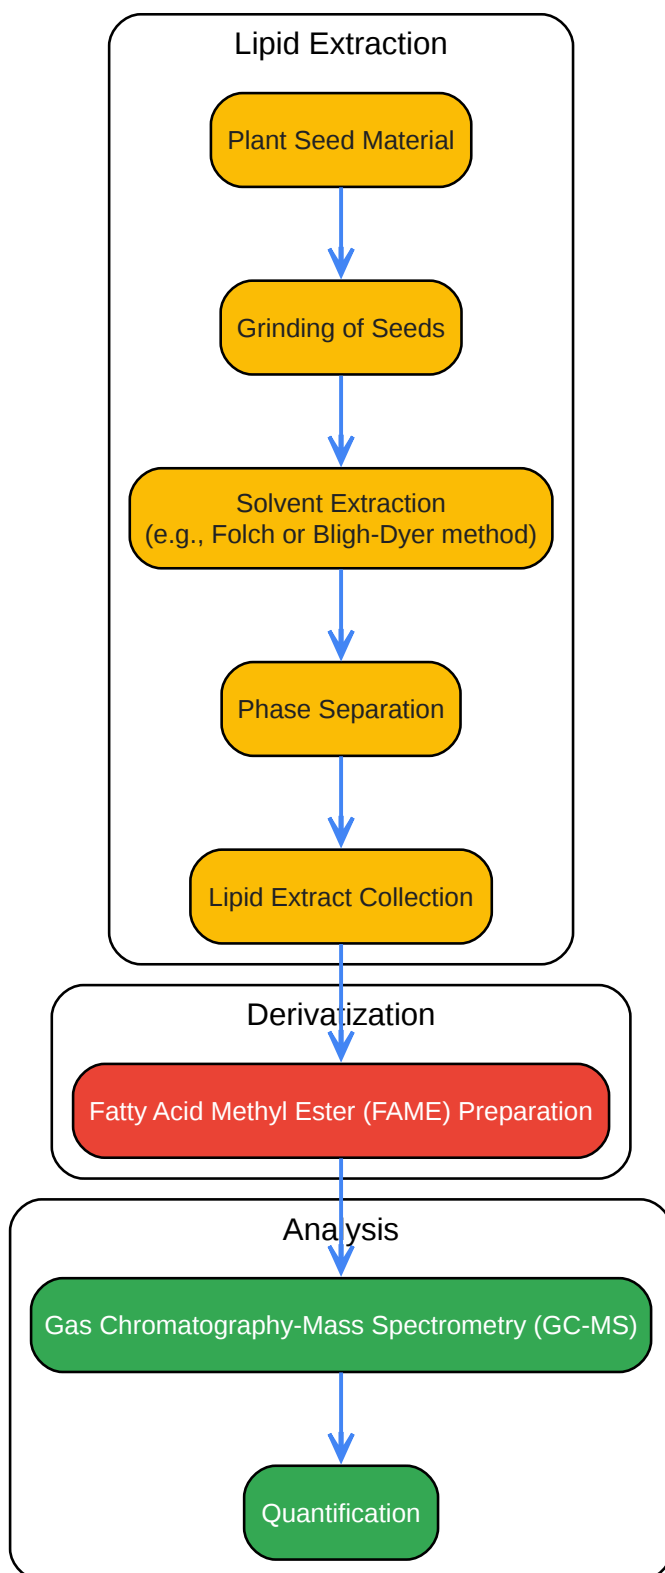 Lipid Extraction
Plant Seed Material
Grinding of Seeds
Solvent Extraction
(e.g., Folch or Bligh-Dyer method)
Phase Separation
Lipid Extract Collection
Derivatization
Fatty Acid Methyl Ester (FAME) Preparation
Analysis
Gas Chromatography-Mass Spectrometry (GC-MS)
Quantification